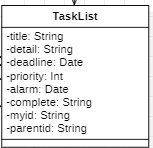 TaskList
-title: String
-detail: String
-deadline: Date
-priority: Int
-alarm: Date
-complete: String
-myid: String
-parentid: String